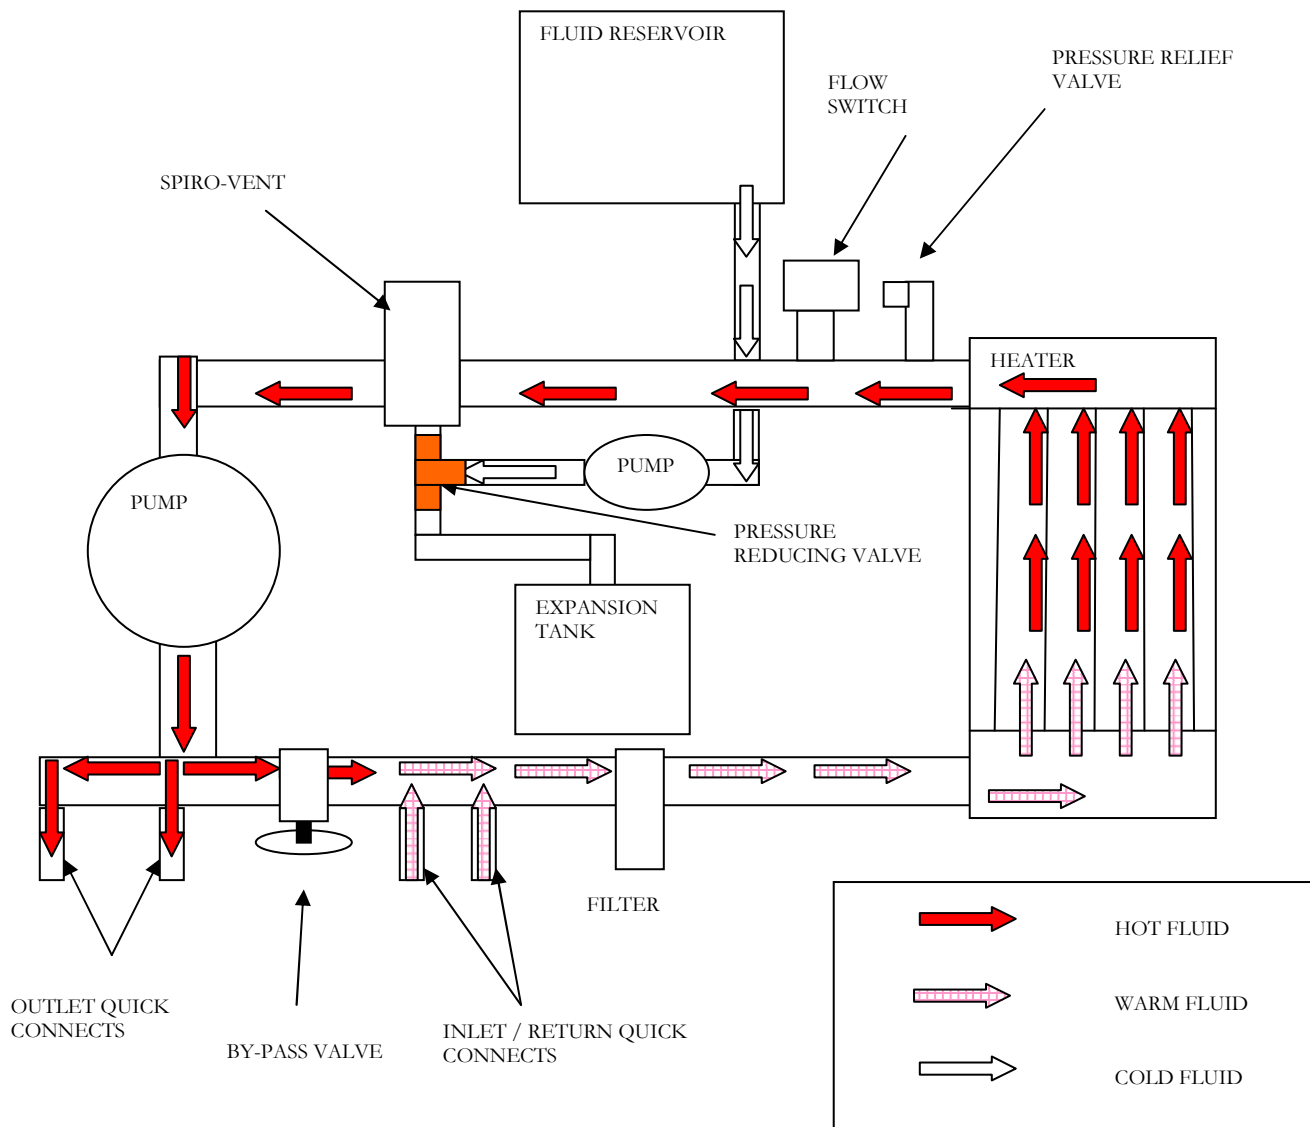 FLUID RESERVOIR
PRESSURE RELIEF
VALVE
FLOW
SWITCH
SPIRO-VENT
HEATER
PUMP
PUMP
PRESSURE
REDUCING VALVE
EXPANSION
TANK
FILTER
OUTLET QUICK
CONNECTS
BY-PASS VALVE
INLET / RETURN QUICK
CONNECTS
HOT FLUID
WARM FLUID
COLD FLUID